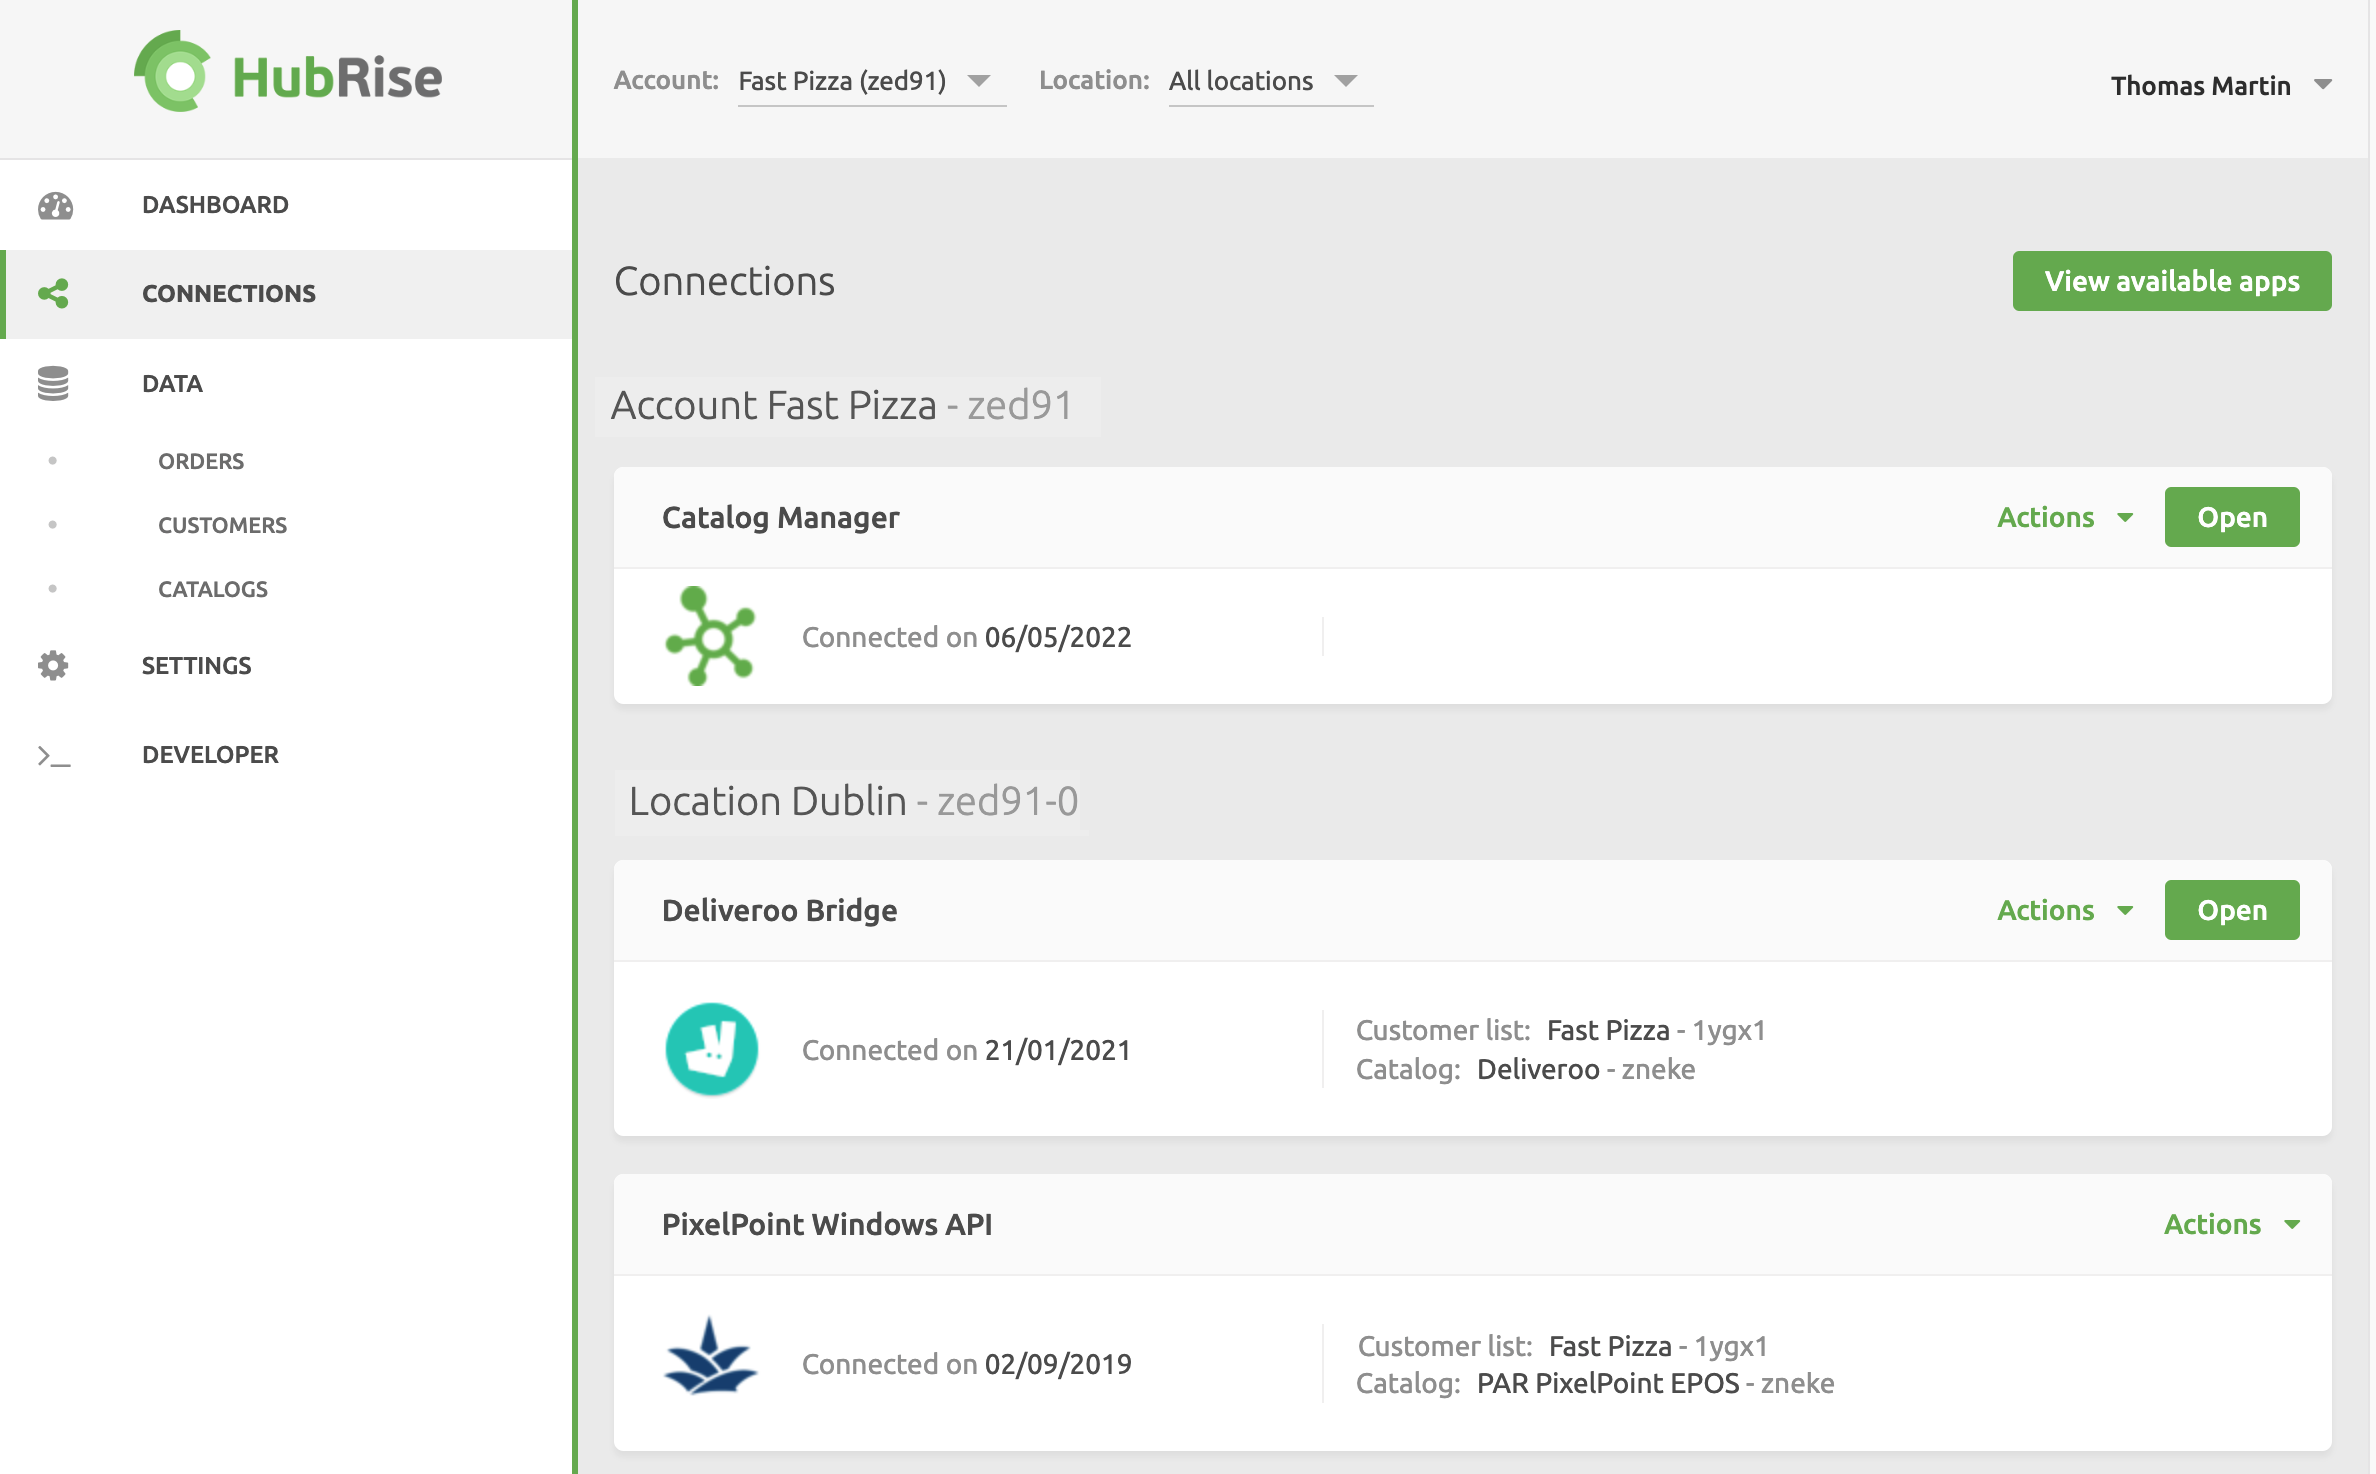 HubRise
Account: Fast Pizza (zed91) Location: All locations Thomas Martin
DASHBOARD
CONNECTIONS
DATA
ORDERS
CUSTOMERS
CATALOGS
SETTINGS
DEVELOPER
Connections
View available apps
Account Fast Pizza - zed91
Catalog Manager Actions Open
Connected on 06/05/2022
Location Dublin - zed91-0
Deliveroo Bridge Actions Open
Connected on 21/01/2021
Customer list: Fast Pizza - 1ygx1
Catalog: Deliveroo - zneke
PixelPoint Windows API Actions
Connected on 02/09/2019
Customer list: Fast Pizza - 1ygx1
Catalog: PAR PixelPoint EPOS - zneke